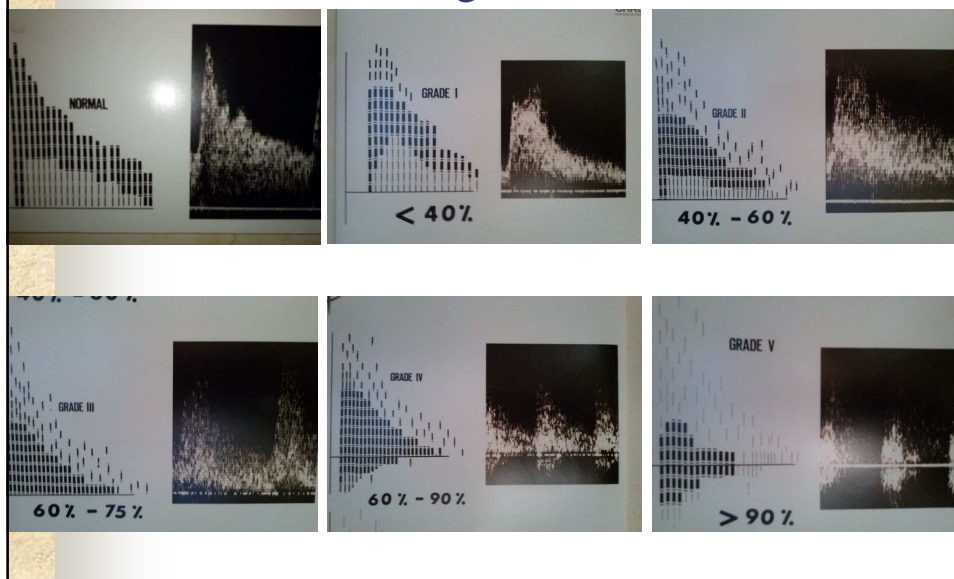 NORMAL
GRADE I
< 40%
GRADE II
40% - 60%
GRADE III
60% - 75%
GRADE IV
60% - 90%
GRADE V
> 90%